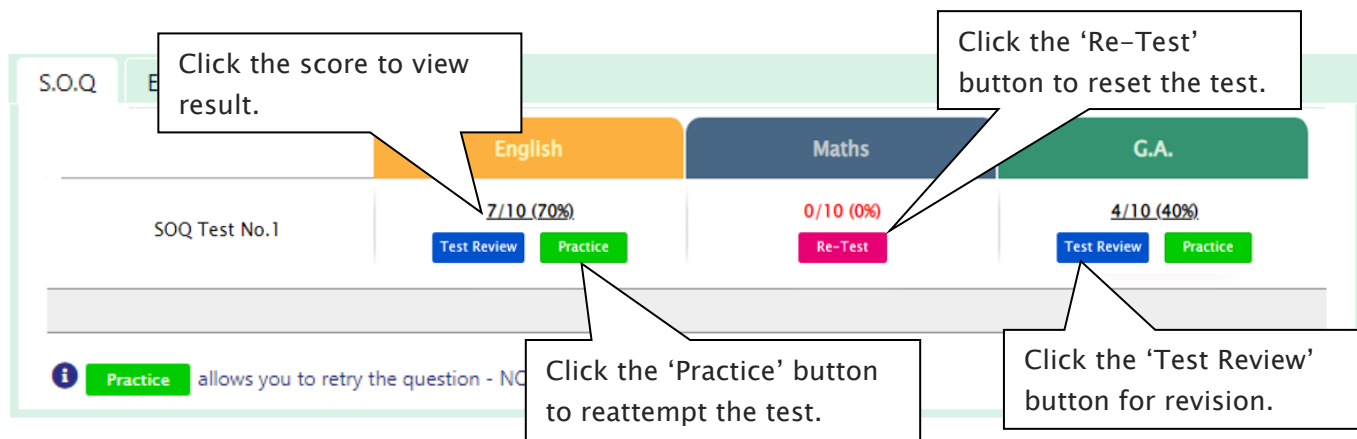 Click the score to view
result.
Click the ‘Re-Test’
button to reset the test.
S.O.Q
English
Maths
G.A.
SOQ Test No.1
7/10 (70%)
0/10 (0%)
4/10 (40%)
Test Review
Practice
Re-Test
Test Review
Practice
Practice allows you to retry the question -
Click the ‘Practice’ button
to reattempt the test.
Click the ‘Test Review’
button for revision.